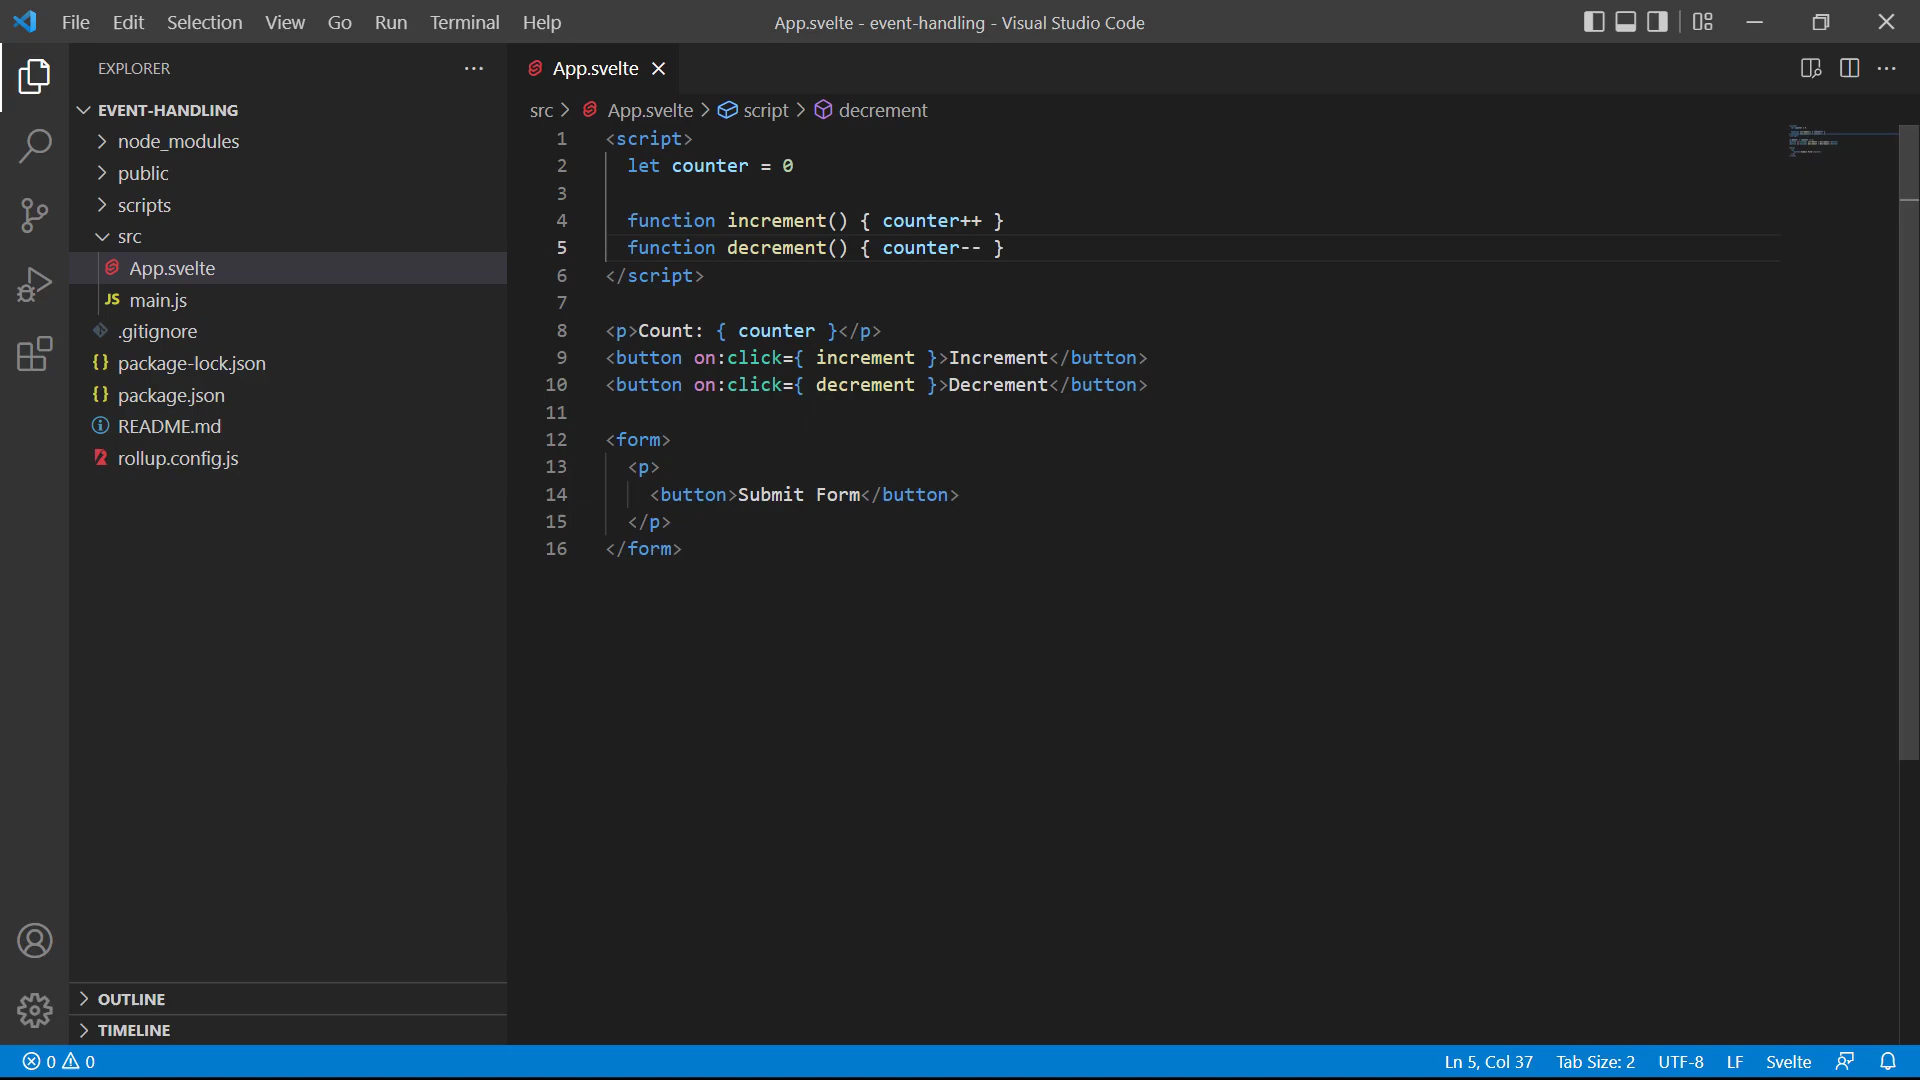 File Edit Selection View Go Run Terminal Help
App.svelte - event-handling - Visual Studio Code
EXPLORER
EVENT-HANDLING
node_modules
public
scripts
src
App.svelte
JS main.js
.gitignore
{} package-lock.json
{} package.json
README.md
rollup.config.js
OUTLINE
TIMELINE
App.svelte
src > App.svelte > script > decrement
1 <script>
2 let counter = 0
3
4 function increment() { counter++ }
5 function decrement() { counter-- }
6 </script>
7
8 <p>Count: { counter }</p>
9 <button on:click={ increment }>Increment</button>
10 <button on:click={ decrement }>Decrement</button>
11
12 <form>
13 <p>
14 <button>Submit Form</button>
15 </p>
16 </form>
0 0
Ln 5, Col 37 Tab Size: 2 UTF-8 LF Svelte